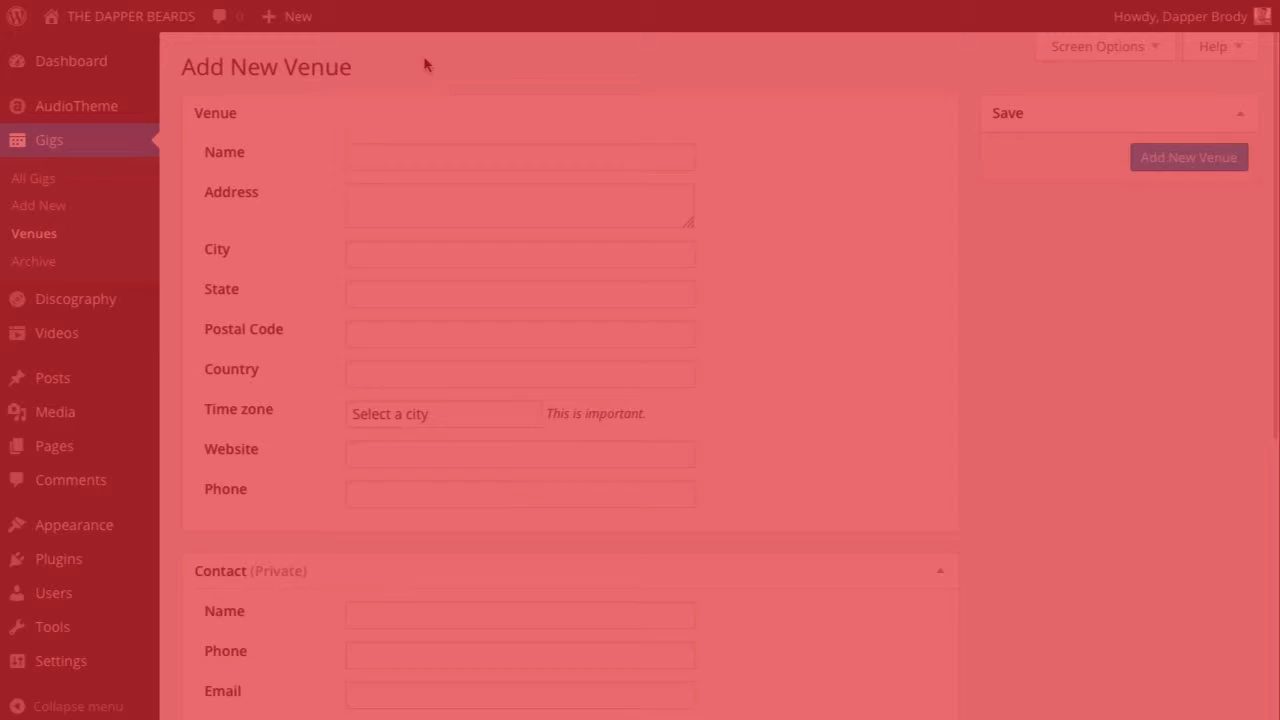 THE DAPPER BEARDS 0 New Howdy, Dapper Brody
Screen Options Help
Dashboard
AudioTheme
Gigs
All Gigs
Add New
Venues
Archive
Discography
Videos
Posts
Media
Pages
Comments
Appearance
Plugins
Users
Tools
Settings
Collapse menu
Add New Venue
Venue
Name
Address
City
State
Postal Code
Country
Time zone Select a city This is important.
Website
Phone
Contact (Private)
Name
Phone
Email
Save
Add New Venue